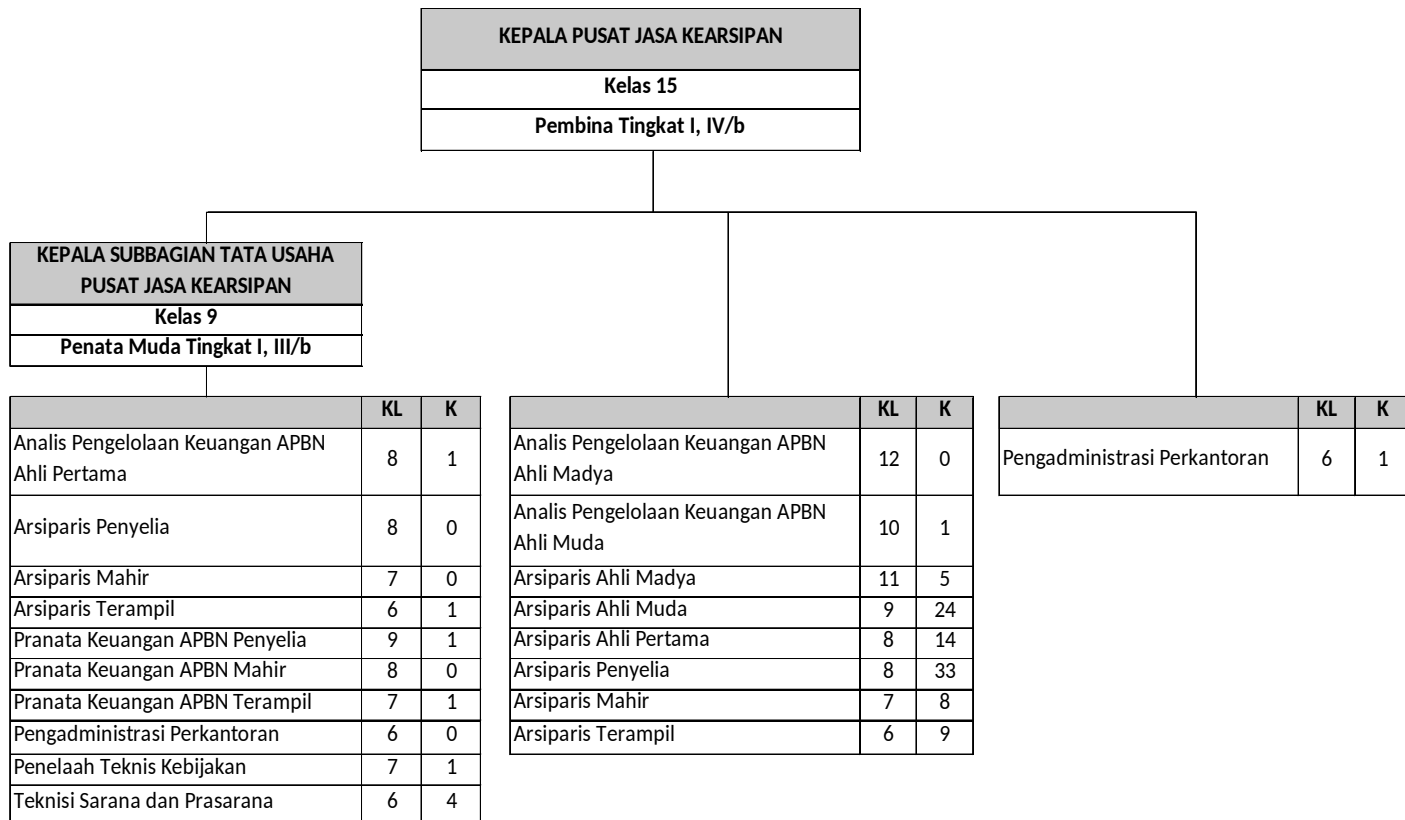 KEPALA PUSAT JASA KEARSIPAN
Kelas 15
Pembina Tingkat I, IV/b
KEPALA SUBBAGIAN TATA USAHA
PUSAT JASA KEARSIPAN
Kelas 9
Penata Muda Tingkat I, III/b
KL K
Analis Pengelolaan Keuangan APBN
Ahli Pertama 8 1
Arsiparis Penyelia 8 0
Arsiparis Mahir 7 0
Arsiparis Terampil 6 1
Pranata Keuangan APBN Penyelia 9 1
Pranata Keuangan APBN Mahir 8 0
Pranata Keuangan APBN Terampil 7 1
Pengadministrasi Perkantoran 6 0
Penelaah Teknis Kebijakan 7 1
Teknisi Sarana dan Prasarana 6 4
KL K
Analis Pengelolaan Keuangan APBN
Ahli Madya 12 0
Analis Pengelolaan Keuangan APBN
Ahli Muda 10 1
Arsiparis Ahli Madya 11 5
Arsiparis Ahli Muda 9 24
Arsiparis Ahli Pertama 8 14
Arsiparis Penyelia 8 33
Arsiparis Mahir 7 8
Arsiparis Terampil 6 9
KL K
Pengadministrasi Perkantoran 6 1